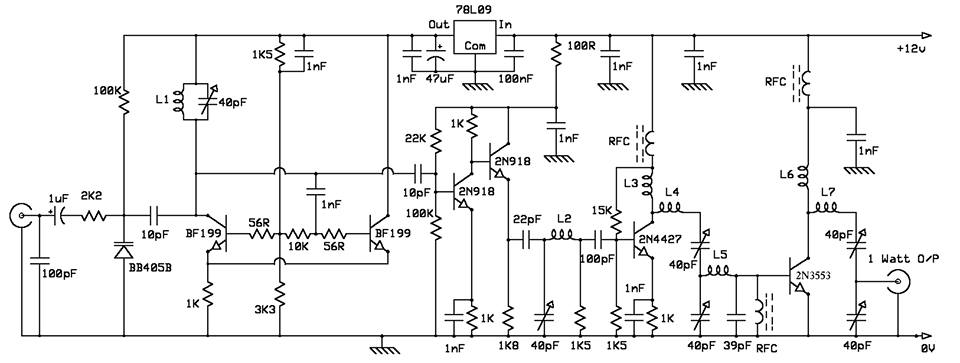 78L09
Out In
Com
+12v
1K5 1nF 1nF 47uF 100nF 100R 1nF 1nF
RFC
100K L1 40pF
1K 1nF 1nF
22K RFC
2N918 L6
10pF 2N918 L3 L4 L7
1uF 2K2 1nF 100K 15K
10pF BF199 56R 10K 56R BF199 22pF L2 2N4427 40pF
100pF 40pF L5 1 Watt O/P
BB405B 2N3553
100pF 1nF
1K 3K3 1K 1K
1nF 1K8 40pF 1K5 1K5 40pF 39pF RFC 40pF 40pF
0V